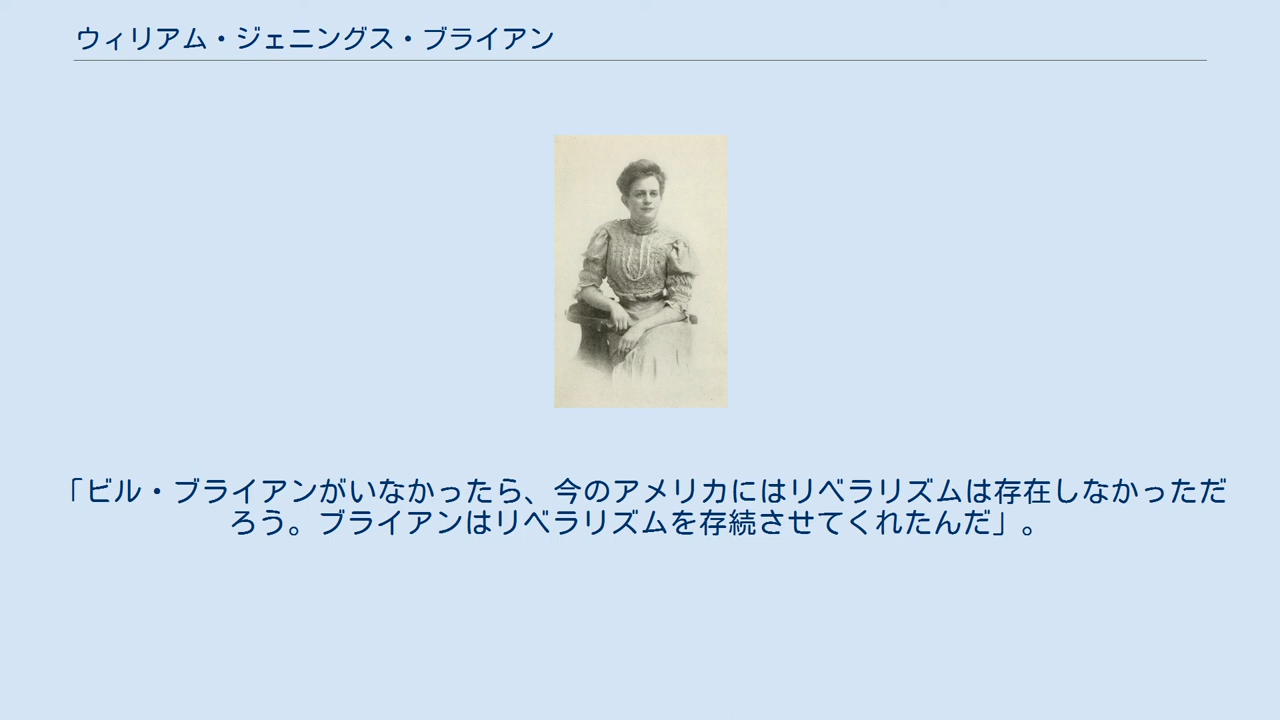 ウィリアム・ジェニングス・ブライアン
「ビル・ブライアンがいなかったら、今のアメリカにはリベラリズムは存在しなかっただ
ろう。ブライアンはリベラリズムを存続させてくれたんだ」。